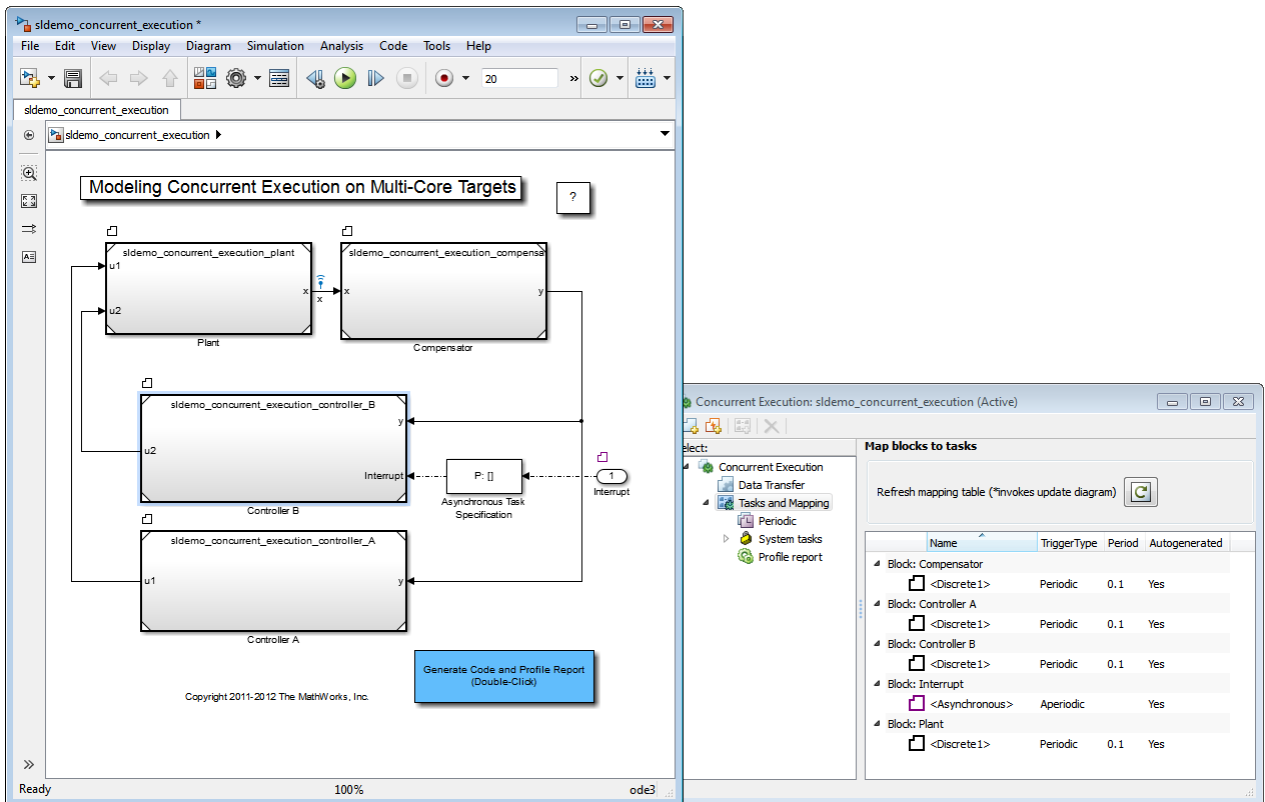 sldemo_concurrent_execution *
File Edit View Display Diagram Simulation Analysis Code Tools Help
20 »
sldemo_concurrent_execution
sldemo_concurrent_execution
Modeling Concurrent Execution on Multi-Core Targets
?
sldemo_concurrent_execution_plant
u1
u2
x
Plant
x
sldemo_concurrent_execution_compensa
x
y
Compensator
sldemo_concurrent_execution_controller_B
y
u2
Interrupt
Controller B
P: []
Asynchronous Task
Specification
1
Interrupt
sldemo_concurrent_execution_controller_A
u1
y
Controller A
Generate Code and Profile Report
(Double-Click)
Copyright 2011-2012 The MathWorks, Inc.
»
Ready 100% ode3
Concurrent Execution: sldemo_concurrent_execution (Active)
elect:
Concurrent Execution
Data Transfer
Tasks and Mapping
Periodic
System tasks
Profile report
Map blocks to tasks
Refresh mapping table (*invokes update diagram)
Name TriggerType Period Autogenerated
Block: Compensator
<Discrete1> Periodic 0.1 Yes
Block: Controller A
<Discrete1> Periodic 0.1 Yes
Block: Controller B
<Discrete1> Periodic 0.1 Yes
Block: Interrupt
<Asynchronous> Aperiodic Yes
Block: Plant
<Discrete1> Periodic 0.1 Yes